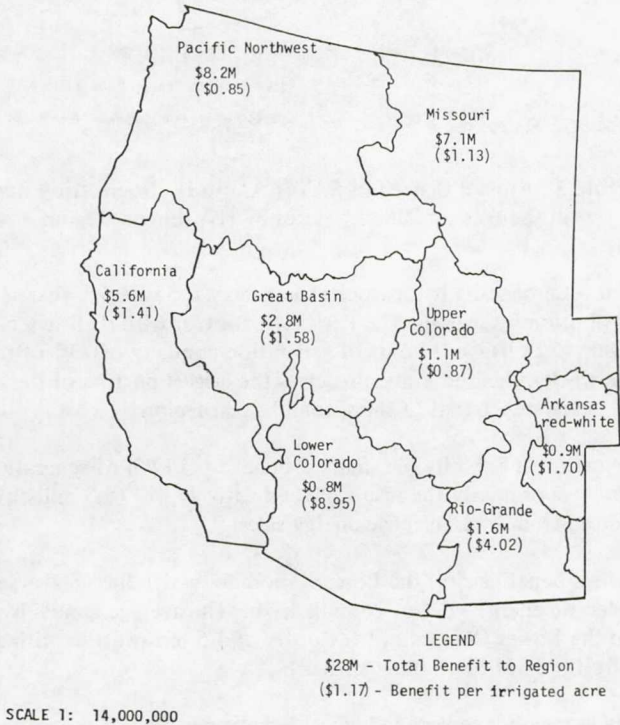 Pacific Northwest
$8.2M
($0.85)
Missouri
$7.1M
($1.13)
California
$5.6M
($1.41)
Great Basin
$2.8M
($1.58)
Upper
Colorado
$1.1M
($0.87)
Arkansas
red-white
$0.9M
($1.70)
Lower
Colorado
$0.8M
($8.95)
Rio-Grande
$1.6M
($4.02)
LEGEND
$28M - Total Benefit to Region
($1.17) - Benefit per irrigated acre
SCALE 1: 14,000,000